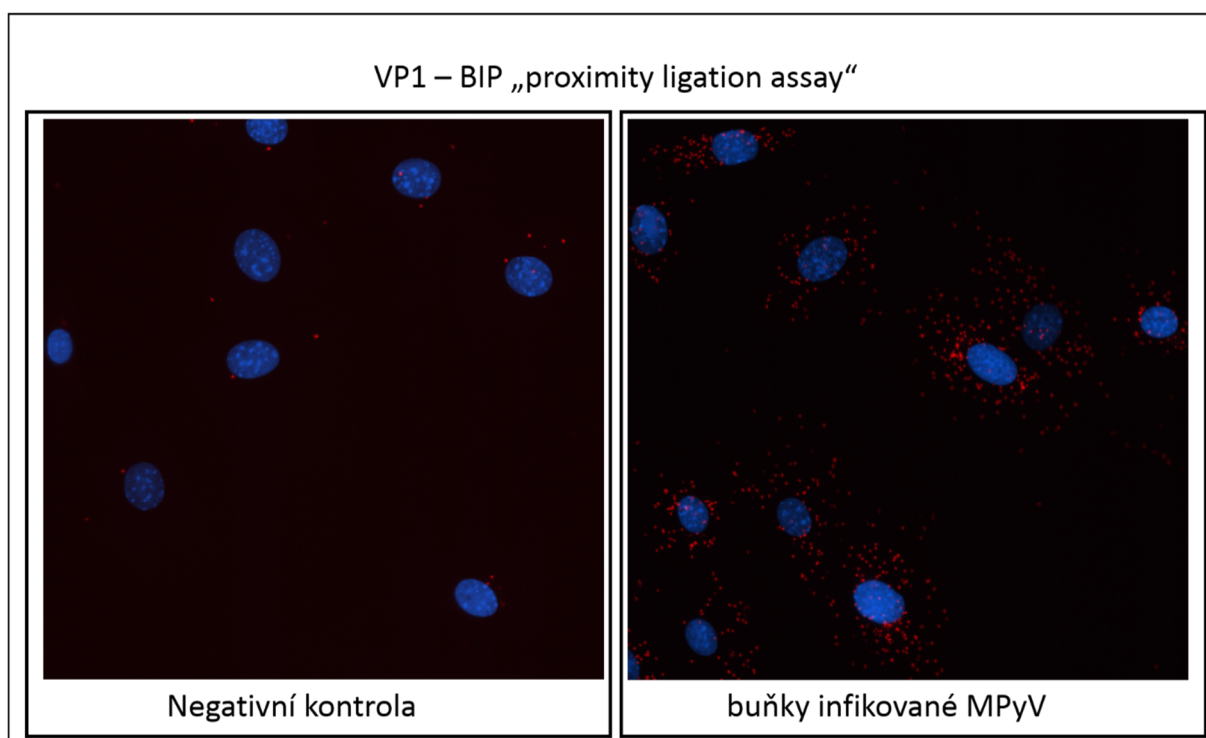 VP1 – BIP „proximity ligation assay“
Negativní kontrola
buňky infikované MPyV